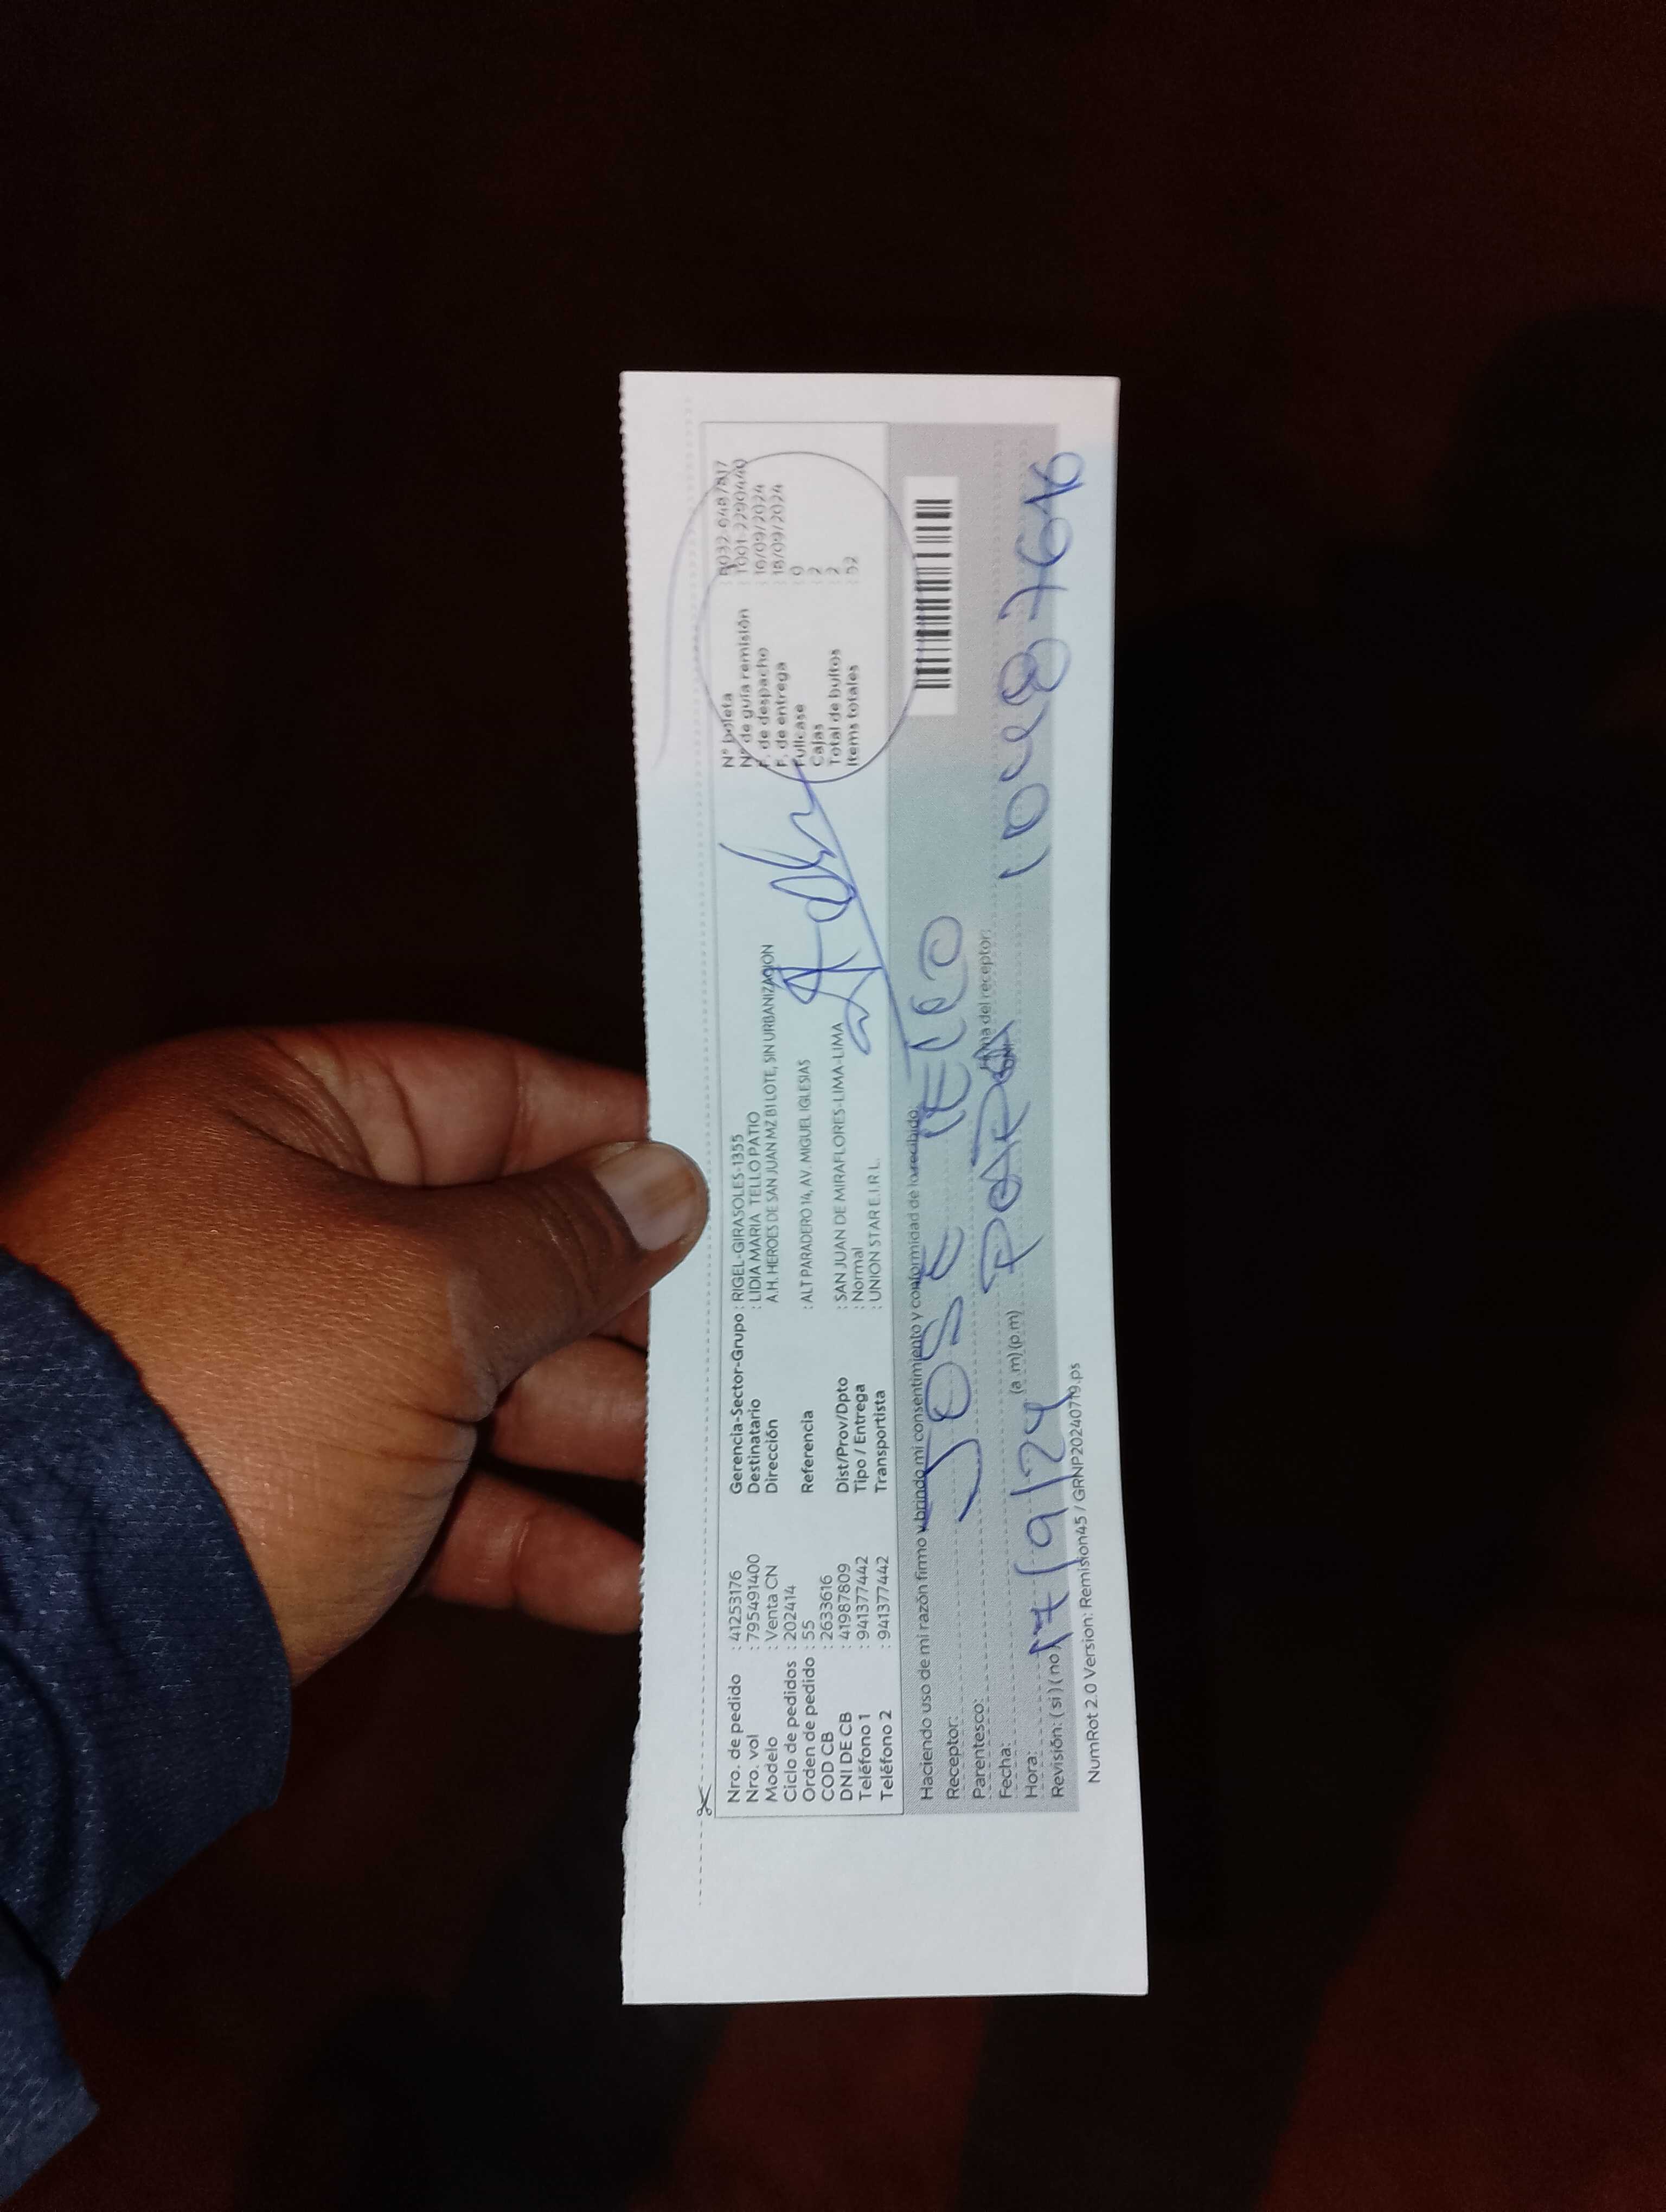 Nro. de pedido : 41253176
Nro. vol : 795491400
Modelo : Venta CN
Ciclo de pedidos : 202414
Orden de pedido : 55
COD CB : 2633616
DNI DE CB : 41987809
Teléfono 1 : 941377442
Teléfono 2 : 941377442
Gerencia-Sector-Grupo : RIGEL-GIRASOLES-1355
Destinatario : LIDIA MARIA TELLO PATIO
Dirección A.H. HEROES DE SAN JUAN MZ B1 LOTE, SIN URBANIZACION
Referencia : ALT PARADERO 14, AV. MIGUEL IGLESIAS
Dist/Prov/Dpto : SAN JUAN DE MIRAFLORES-LIMA-LIMA
Tipo / Entrega : Normal
Transportista : UNION STAR E.I.R.L.
N° boleta
N° de guía remisión
F. de despacho : 16/09/2024
F. de entrega : 18/09/2024
Fullcase : 0
Cajas : 2
Total de bultos : 2
Items totales : 52
Haciendo uso de mi razón firmo y brindo mi consentimiento y conformidad de lo recibido:
Receptor: JOSE
Parentesco: PAPA
Firma del receptor:
Fecha: 17/9/24
Hora: (a.m)(p.m)
Revisión: (si)(no)
NumRot 2.0 Version: Remision45 / GRNP20240719.ps